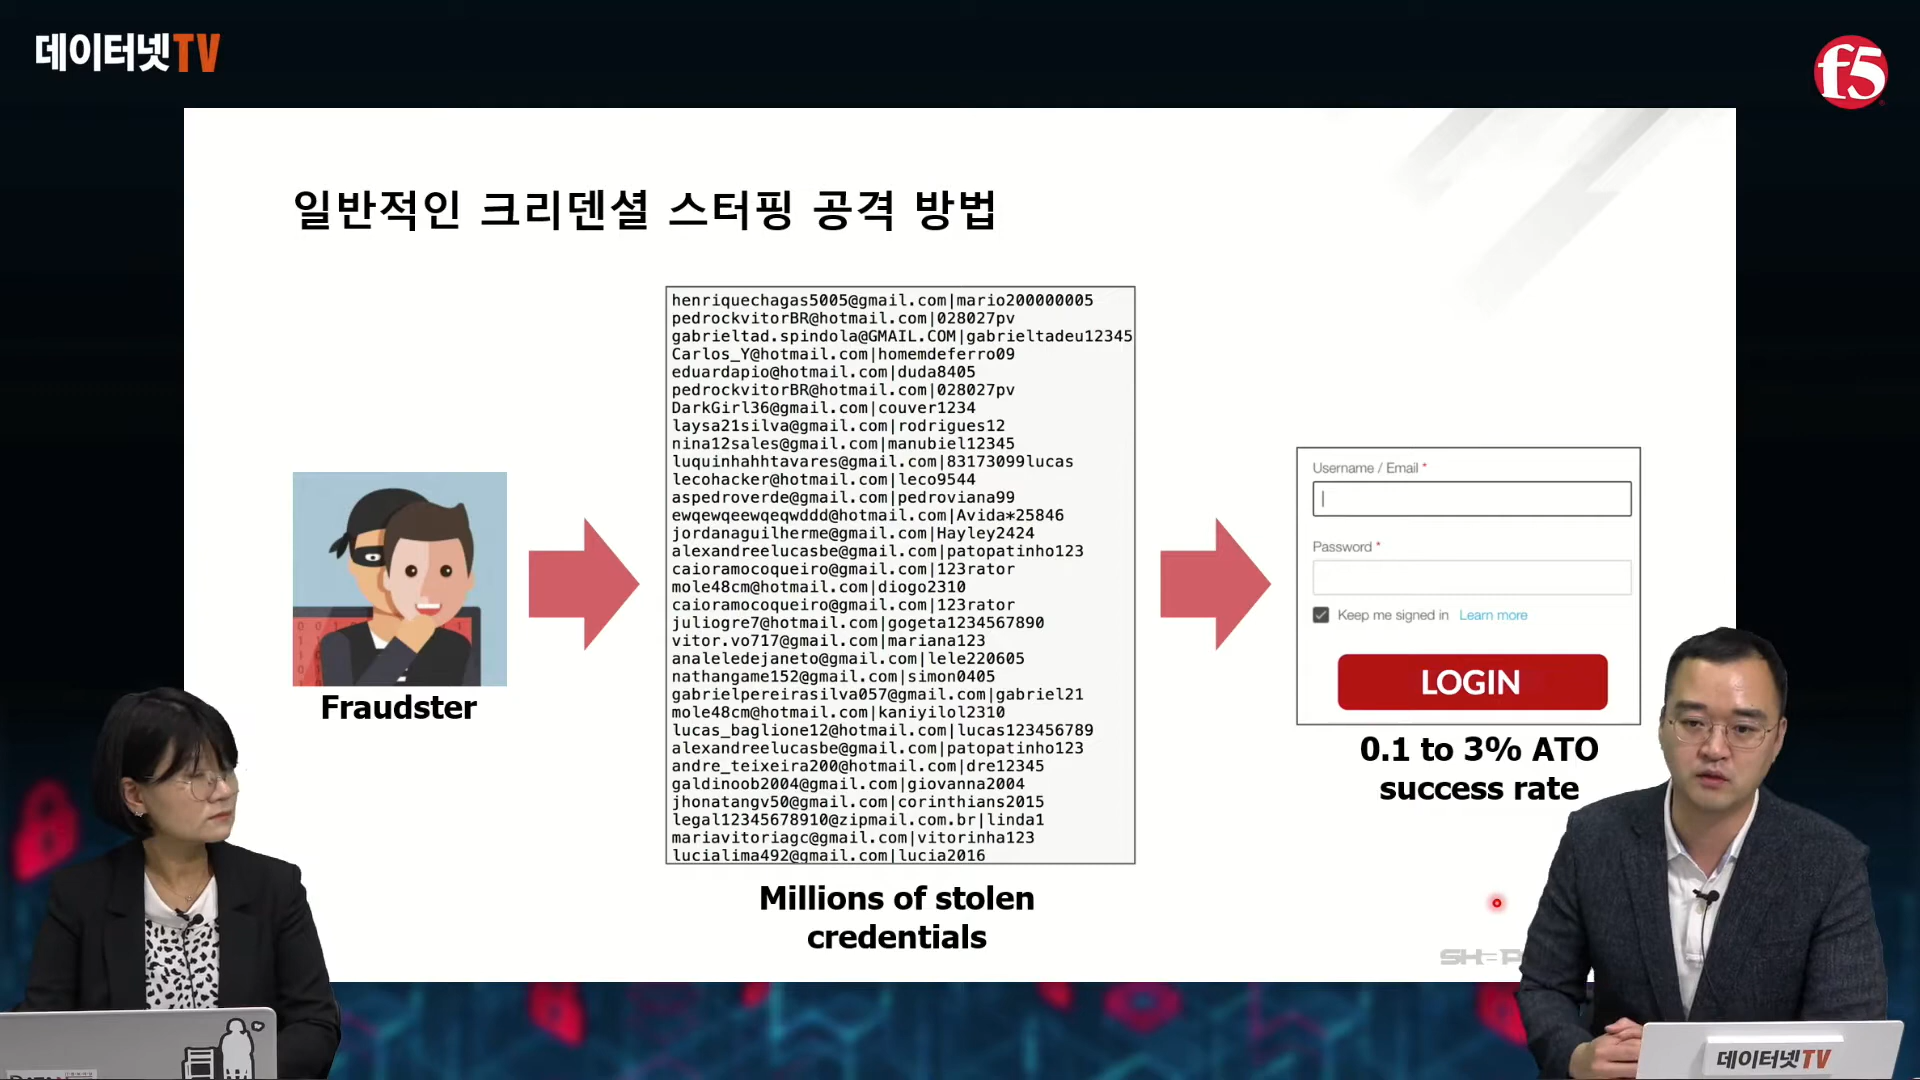 데이터넷TV
f5
일반적인 크리덴셜 스터핑 공격 방법
henriquechagas5005@gmail.com|mario200000005
pedrockvitorBR@hotmail.com|028027pv
gabrieltad.spindola@GMAIL.COM|gabrieltadeu12345
Carlos_Y@hotmail.com|homemdeferro09
eduardapio@hotmail.com|duda8405
pedrockvitorBR@hotmail.com|028027pv
DarkGirl36@gmail.com|couver1234
laysa21silva@gmail.com|rodrigues12
nina12sales@gmail.com|manubiel12345
luquinhahhtavares@gmail.com|83173099lucas
lecohacker@hotmail.com|leco9544
aspedroverde@gmail.com|pedroviana99
ewqewqeewqeqwddd@hotmail.com|Avida*25846
jordanaguilherme@gmail.com|Hayley2424
alexandreelucasbe@gmail.com|patopatinho123
caioramocoqueiro@gmail.com|123rator
mole48cm@hotmail.com|diogo2310
caioramocoqueiro@gmail.com|123rator
juliogre7@hotmail.com|gogeta1234567890
vitor.vo717@gmail.com|mariana123
analeledejaneto@gmail.com|lele220605
nathangame152@gmail.com|simon0405
gabrielpereirasilva057@gmail.com|gabriel21
mole48cm@hotmail.com|kaniyilol2310
lucas_baglione12@hotmail.com|lucas123456789
alexandreelucasbe@gmail.com|patopatinho123
andre_teixeira200@hotmail.com|dre12345
galdinoob2004@gmail.com|giovanna2004
jhonatangv50@gmail.com|corinthians2015
legal12345678910@zipmail.com.br|linda1
mariavitoriagc@gmail.com|vitorinha123
lucialima492@gmail.com|lucia2016
Fraudster
Millions of stolen
credentials
Username / Email *
Password *
Keep me signed in Learn more
LOGIN
0.1 to 3% ATO
success rate
데이터넷TV